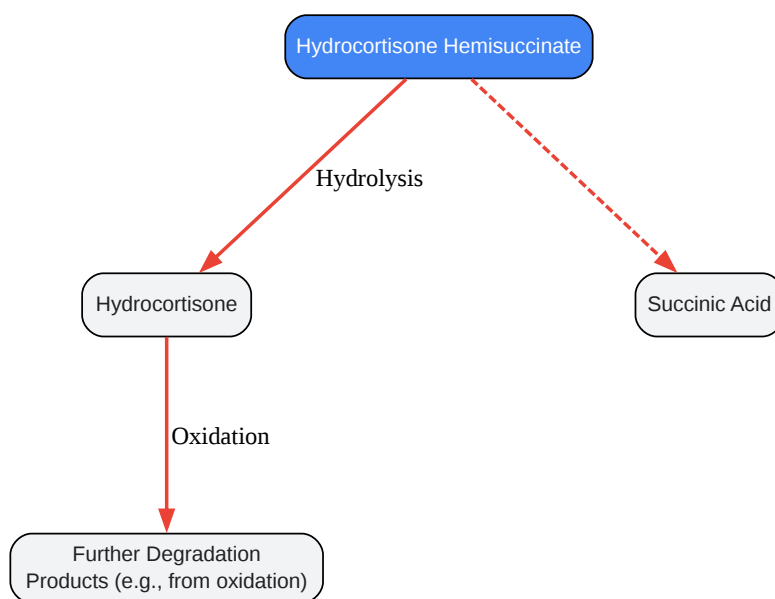 Hydrocortisone Hemisuccinate
Hydrolysis
Hydrocortisone
Succinic Acid
Oxidation
Further Degradation
Products (e.g., from oxidation)